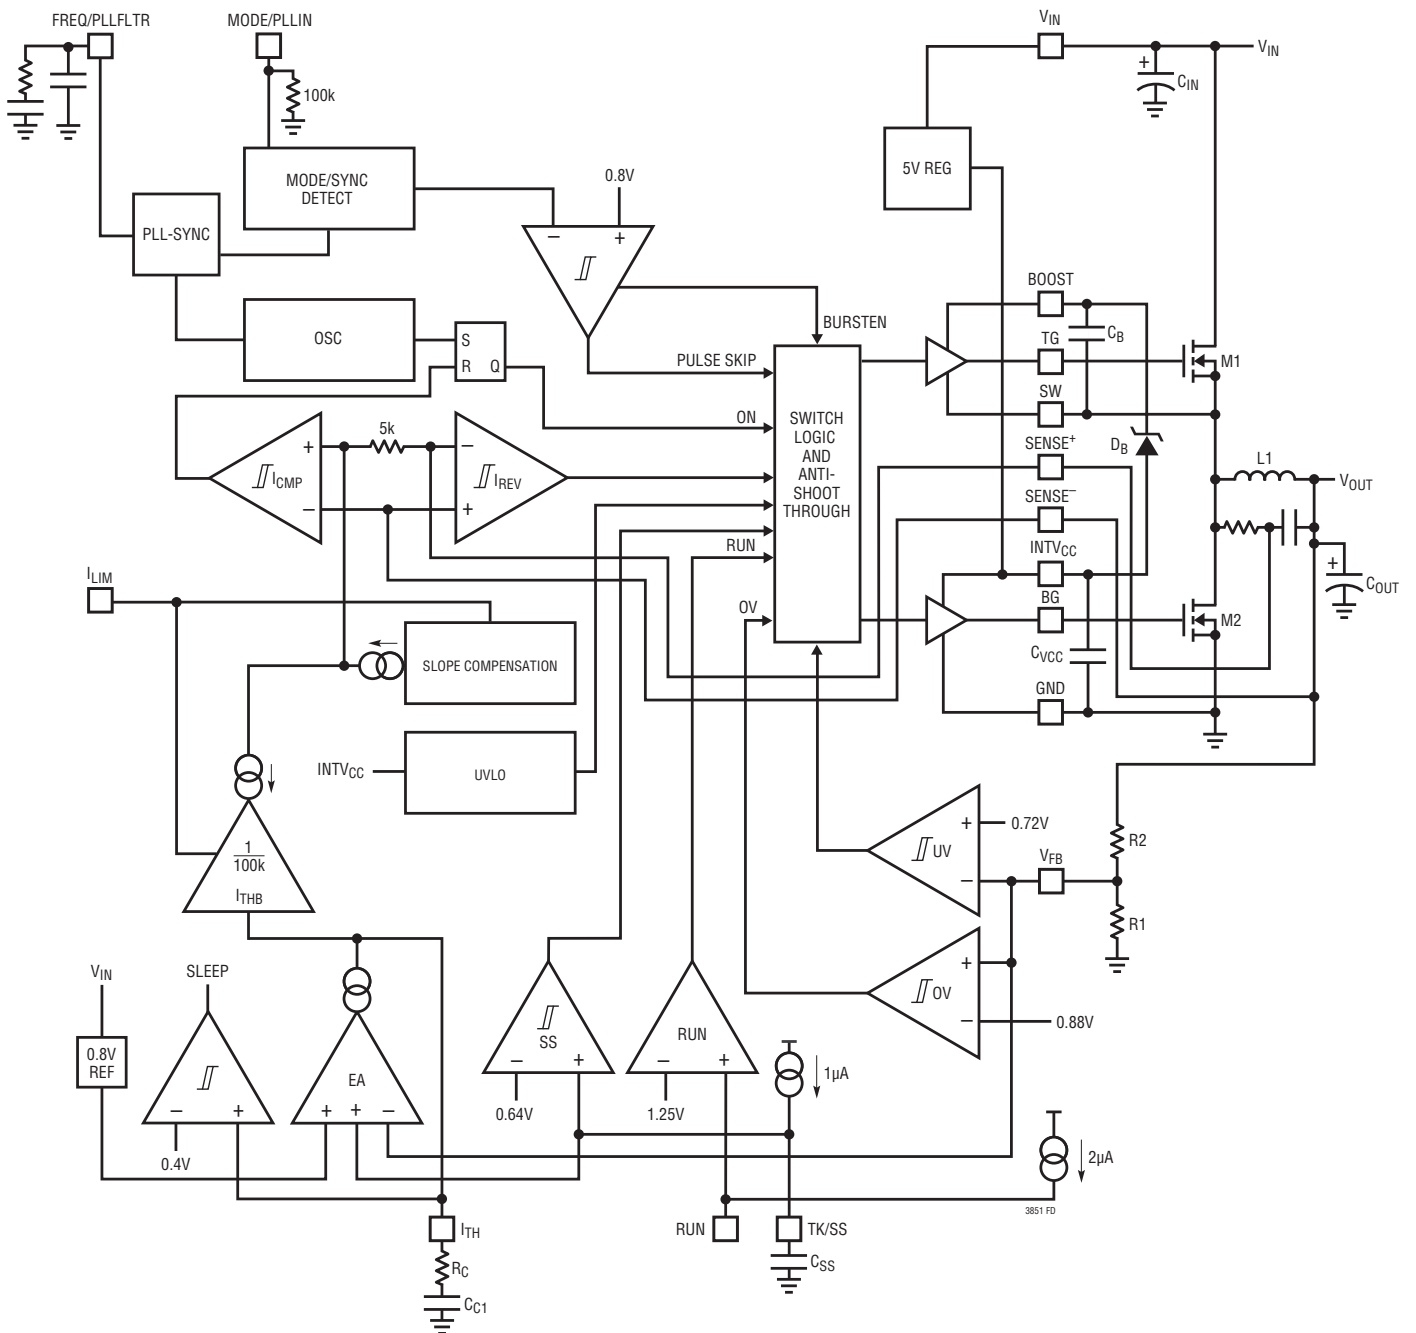 FREQ/PLLFLTR
MODE/PLLIN
VIN
VIN
+
CIN
100k
MODE/SYNC
DETECT
0.8V
5V REG
PLL-SYNC
−
+
BOOST
CB
BURSTEN
OSC
S
R
Q
TG
M1
PULSE SKIP
SW
5k
ON
SWITCH
LOGIC
AND
ANTI-
SHOOT
THROUGH
SENSE+
DB
L1
+
−
ICMP
−
+
IREV
VOUT
SENSE−
RUN
INTVCC
+
COUT
ILIM
OV
BG
M2
SLOPE COMPENSATION
CVCC
GND
INTVCC
UVLO
+
0.72V
UV
R2
1
100k
ITHB
VFB
−
R1
VIN
SLEEP
+
OV
−
0.88V
0.8V
REF
SS
RUN
−
+
−
+
1µA
EA
−
+
+
+
−
0.64V
1.25V
0.4V
2µA
3851 FD
ITH
RUN
TK/SS
RC
CSS
CC1